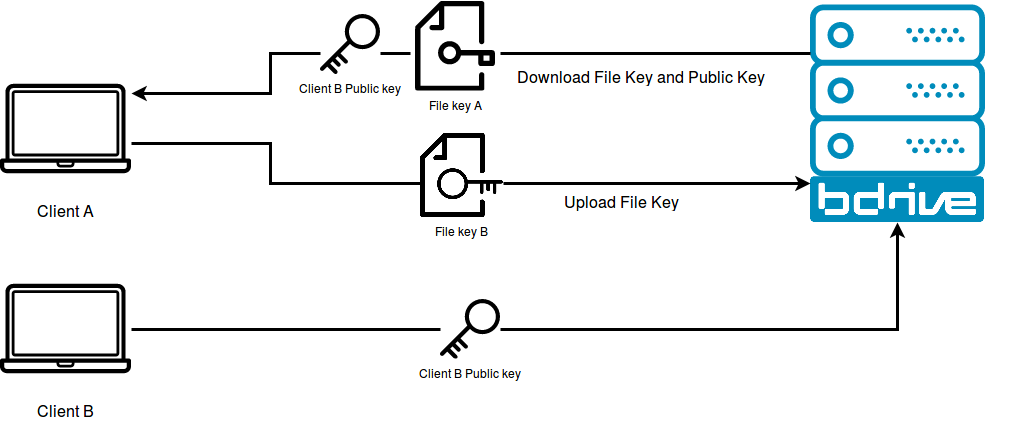 Client B Public key
File key A
Download File Key and Public Key
Client A
File key B
Upload File Key
bdrive
Client B Public key
Client B